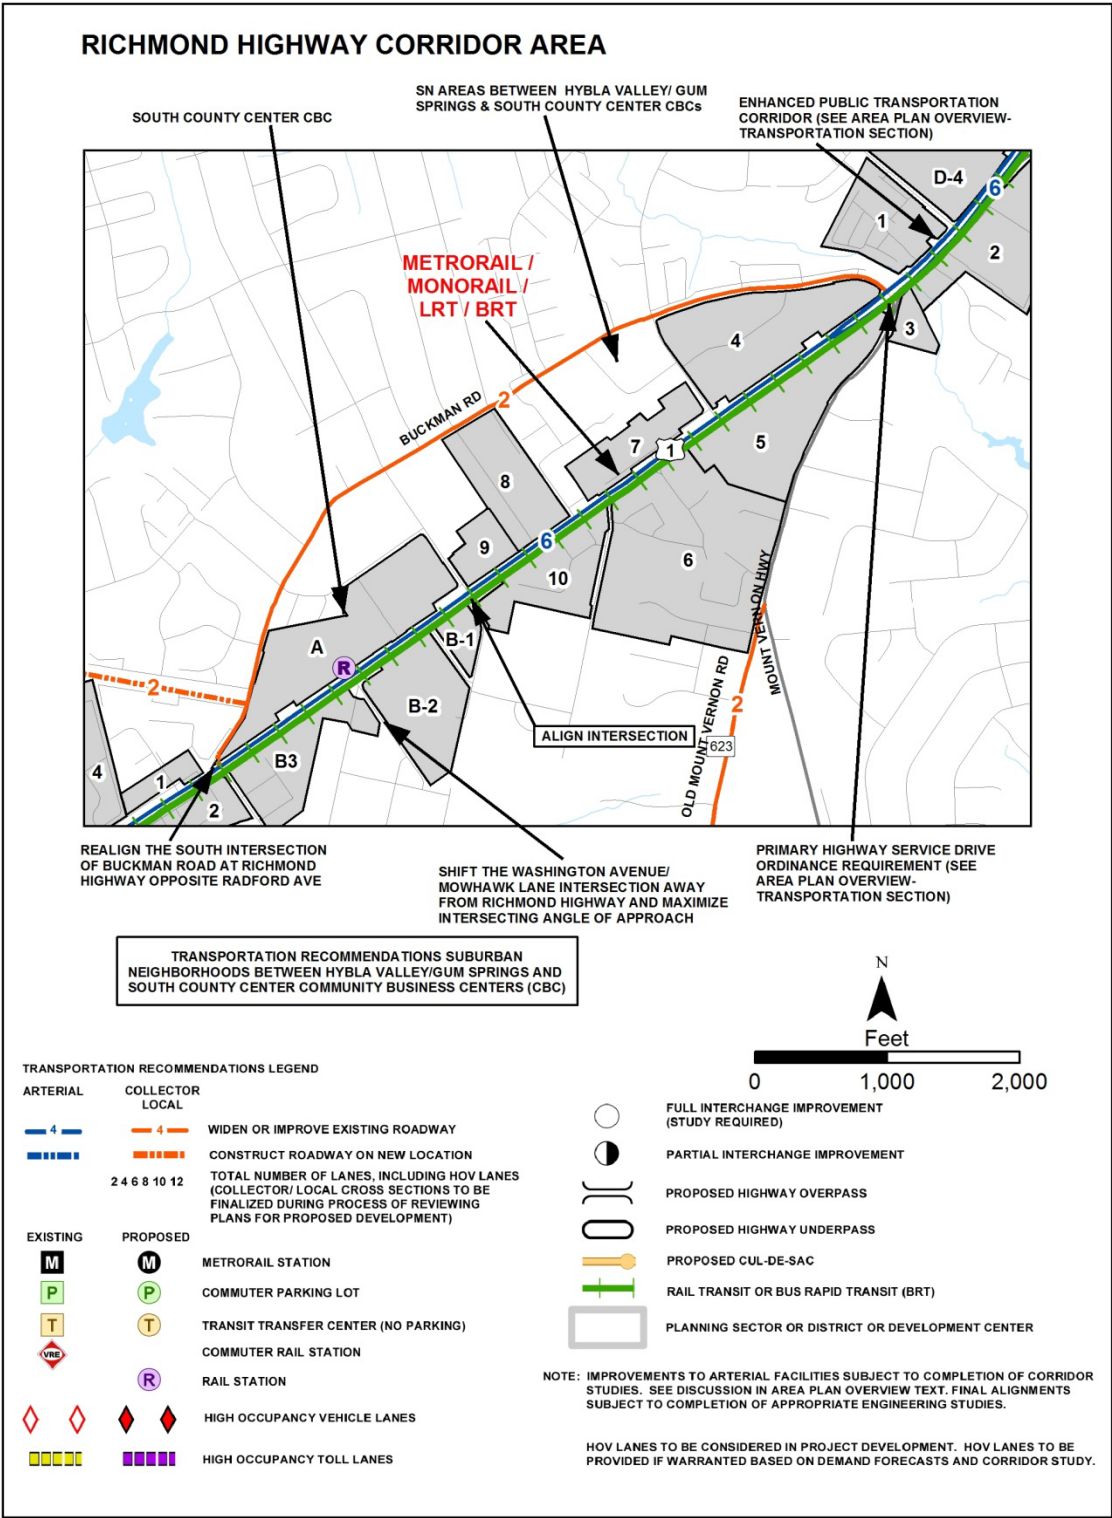 RICHMOND HIGHWAY CORRIDOR AREA
SOUTH COUNTY CENTER CBC
SN AREAS BETWEEN HYBLA VALLEY/ GUM
SPRINGS & SOUTH COUNTY CENTER CBCs
ENHANCED PUBLIC TRANSPORTATION
CORRIDOR (SEE AREA PLAN OVERVIEW-
TRANSPORTATION SECTION)
D-4
6
1
2
METRORAIL /
MONORAIL /
LRT / BRT
3
4
BUCKMAN RD
2
7
1
5
8
6
9
10
6
MOUNT VERNON HWY
A
B-1
R
2
B-2
OLD MOUNT VERNON RD
2
623
ALIGN INTERSECTION
B3
4
1
2
REALIGN THE SOUTH INTERSECTION
OF BUCKMAN ROAD AT RICHMOND
HIGHWAY OPPOSITE RADFORD AVE
SHIFT THE WASHINGTON AVENUE/
MOWHAWK LANE INTERSECTION AWAY
FROM RICHMOND HIGHWAY AND MAXIMIZE
INTERSECTING ANGLE OF APPROACH
PRIMARY HIGHWAY SERVICE DRIVE
ORDINANCE REQUIREMENT (SEE
AREA PLAN OVERVIEW-
TRANSPORTATION SECTION)
TRANSPORTATION RECOMMENDATIONS SUBURBAN
NEIGHBORHOODS BETWEEN HYBLA VALLEY/GUM SPRINGS AND
SOUTH COUNTY CENTER COMMUNITY BUSINESS CENTERS (CBC)
N
Feet
0 1,000 2,000
TRANSPORTATION RECOMMENDATIONS LEGEND
ARTERIAL
COLLECTOR
LOCAL
4 4 WIDEN OR IMPROVE EXISTING ROADWAY
CONSTRUCT ROADWAY ON NEW LOCATION
2 4 6 8 10 12 TOTAL NUMBER OF LANES, INCLUDING HOV LANES
(COLLECTOR/ LOCAL CROSS SECTIONS TO BE
FINALIZED DURING PROCESS OF REVIEWING
PLANS FOR PROPOSED DEVELOPMENT)
EXISTING PROPOSED
M M METRORAIL STATION
P P COMMUTER PARKING LOT
T T TRANSIT TRANSFER CENTER (NO PARKING)
VRE COMMUTER RAIL STATION
R RAIL STATION
HIGH OCCUPANCY VEHICLE LANES
HIGH OCCUPANCY TOLL LANES
FULL INTERCHANGE IMPROVEMENT
(STUDY REQUIRED)
PARTIAL INTERCHANGE IMPROVEMENT
PROPOSED HIGHWAY OVERPASS
PROPOSED HIGHWAY UNDERPASS
PROPOSED CUL-DE-SAC
RAIL TRANSIT OR BUS RAPID TRANSIT (BRT)
PLANNING SECTOR OR DISTRICT OR DEVELOPMENT CENTER
NOTE: IMPROVEMENTS TO ARTERIAL FACILITIES SUBJECT TO COMPLETION OF CORRIDOR
STUDIES. SEE DISCUSSION IN AREA PLAN OVERVIEW TEXT. FINAL ALIGNMENTS
SUBJECT TO COMPLETION OF APPROPRIATE ENGINEERING STUDIES.
HOV LANES TO BE CONSIDERED IN PROJECT DEVELOPMENT. HOV LANES TO BE
PROVIDED IF WARRANTED BASED ON DEMAND FORECASTS AND CORRIDOR STUDY.